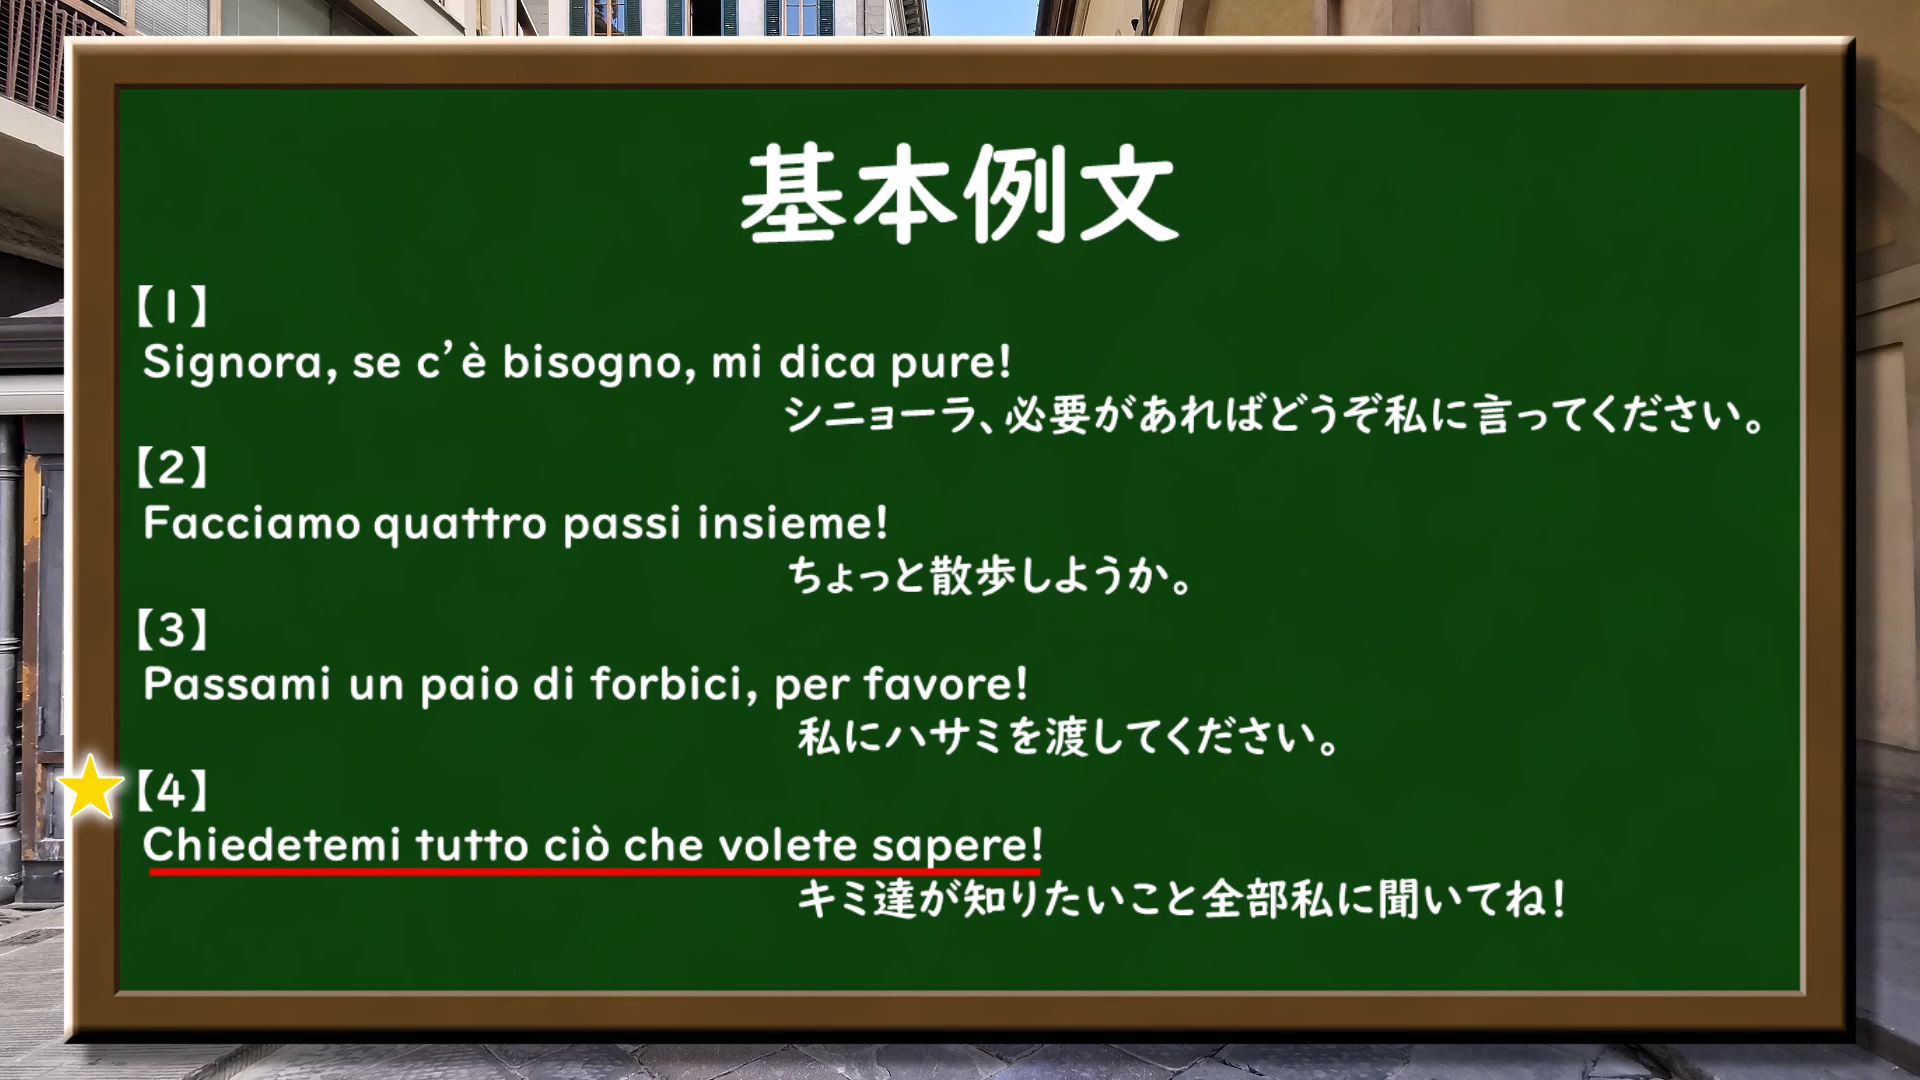 基本例文
【1】
Signora, se c’è bisogno, mi dica pure!
シニョーラ、必要があればどうぞ私に言ってください。
【2】
Facciamo quattro passi insieme!
ちょっと散歩しようか。
【3】
Passami un paio di forbici, per favore!
私にハサミを渡してください。
【4】
Chiedetemi tutto ciò che volete sapere!
キミ達が知りたいこと全部私に聞いてね！